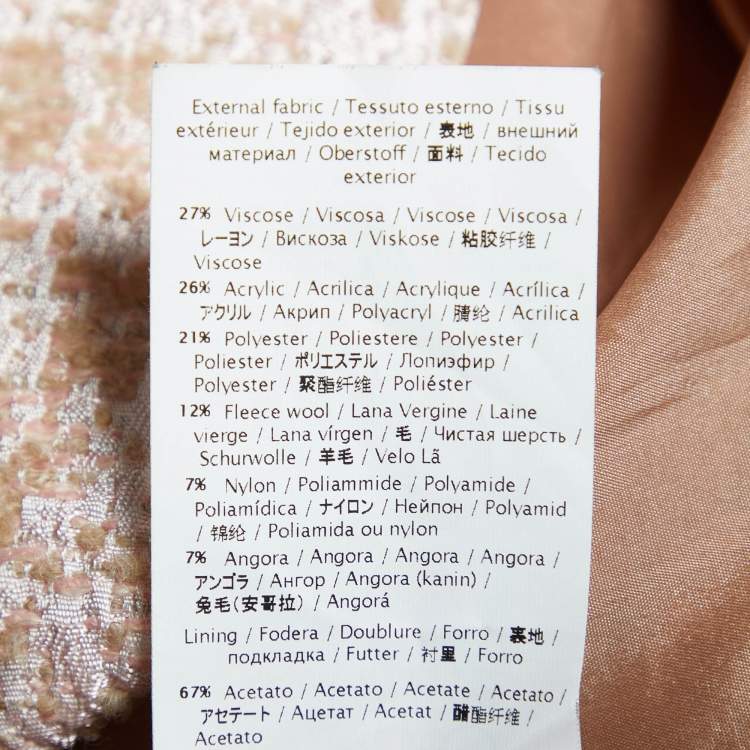 External fabric / Tessuto esterno / Tissu
extérieur / Tejido exterior / 表地 / внешний
материал / Oberstoff / 面料 / Tecido
exterior
27% Viscose / Viscosa / Viscose / Viscosa /
レーヨン / Вискоза / Viskose / 粘胶纤维 /
Viscose
26% Acrylic / Acrilica / Acrylique / Acrílica /
アクリル / Акрип / Polyacryl / 腈纶 / Acrilica
21% Polyester / Poliestere / Polyester /
Poliester / ポリエステル / Лопиэфир /
Polyester / 聚酯纤维 / Poliéster
12% Fleece wool / Lana Vergine / Laine
vierge / Lana vírgen / 毛 / Чистая шерсть /
Schurwolle / 羊毛 / Velo Lã
7% Nylon / Poliammide / Polyamide /
Poliamídica / ナイロン / Нейпон / Polyamid
/ 锦纶 / Poliamida ou nylon
7% Angora / Angora / Angora / Angora /
アンゴラ / Ангор / Angora (kanin) /
兔毛(安哥拉) / Angorá
Lining / Fodera / Doublure / Forro / 裏地 /
подкладка / Futter / 衬里 / Forro
67% Acetato / Acetato / Acetate / Acetato /
アセテート / Ацетат / Acetat / 醋酯纤维 /
Acetato